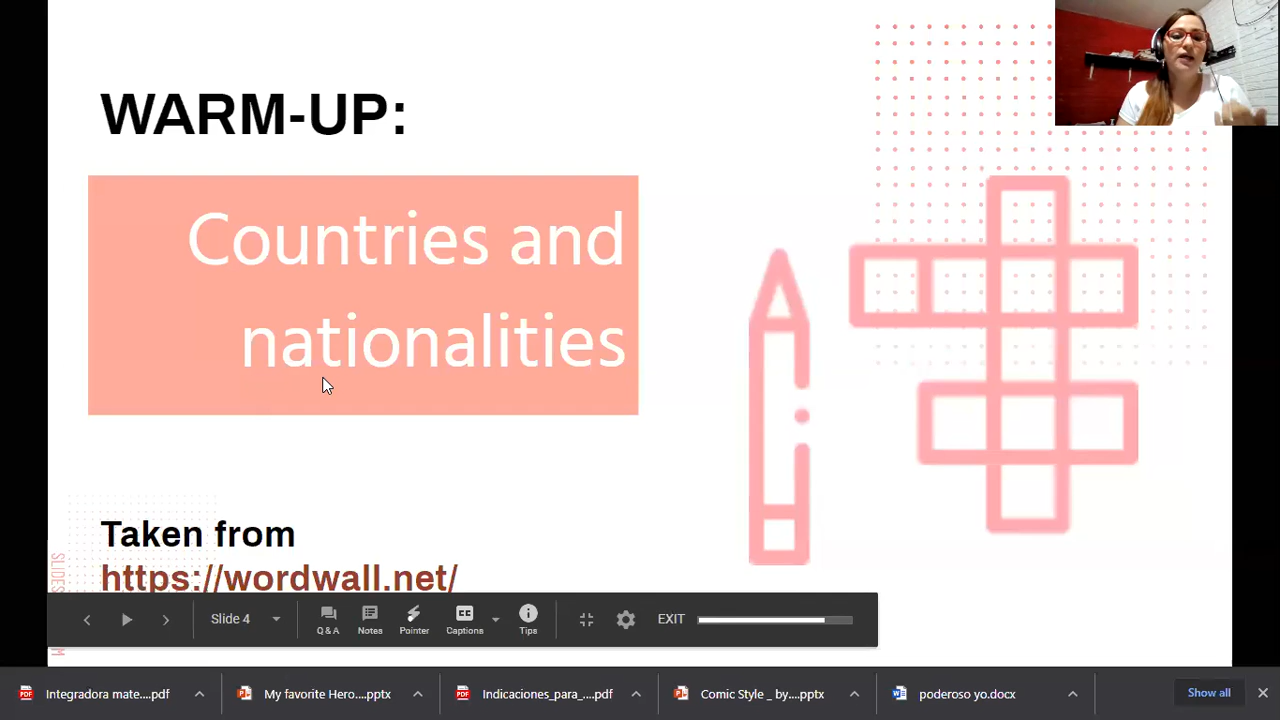 WARM-UP:
Countries and
nationalities
Taken from
https://wordwall.net/
Slide 4
Q & A
Notes
Pointer
CC
Captions
Tips
EXIT
Integradora mate....pdf
My favorite Hero....pptx
Indicaciones_para_....pdf
Comic Style _ by....pptx
poderoso yo.docx
Show all